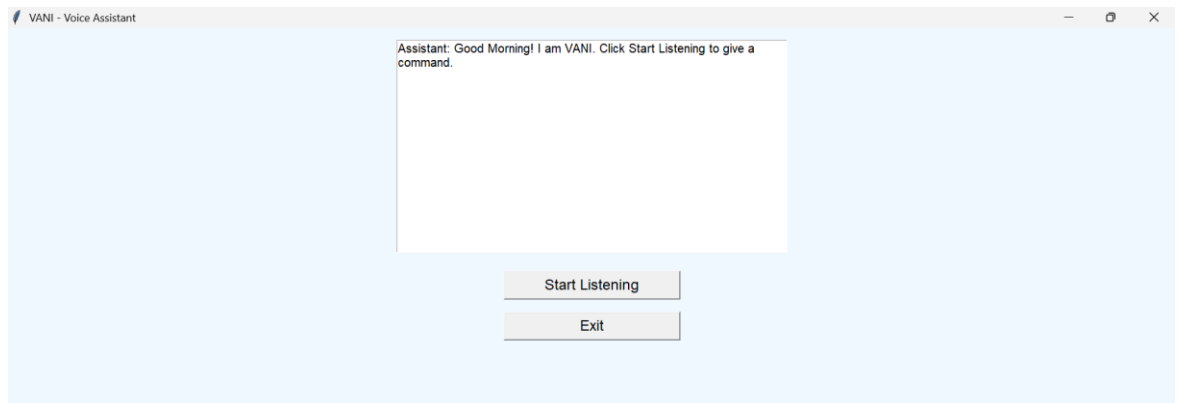 VANI - Voice Assistant
Assistant: Good Morning! I am VANI. Click Start Listening to give a
command.
Start Listening
Exit